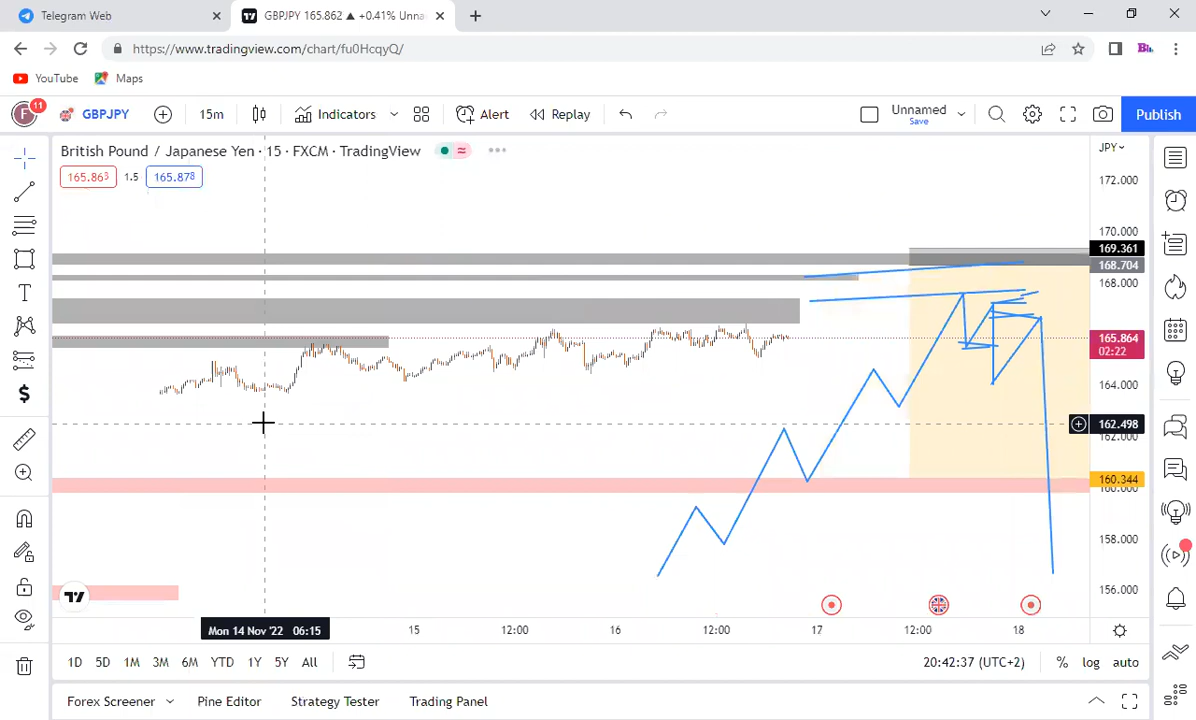 Telegram Web
GBPJPY 165.862 ▲ +0.41% Unna
https://www.tradingview.com/chart/fu0HcqyQ/
YouTube
Maps
F 11
GBPJPY
15m
Indicators
Alert
Replay
Unnamed
Save
Publish
British Pound / Japanese Yen · 15 · FXCM · TradingView
JPY
165.863
1.5
165.878
172.000
170.000
169.361
168.704
168.000
165.864
02:22
164.000
162.498
162.000
160.344
160.000
158.000
156.000
Mon 14 Nov '22 06:15
15
12:00
16
12:00
17
12:00
18
1D 5D 1M 3M 6M YTD 1Y 5Y All
20:42:37 (UTC+2)
% log auto
Forex Screener
Pine Editor
Strategy Tester
Trading Panel